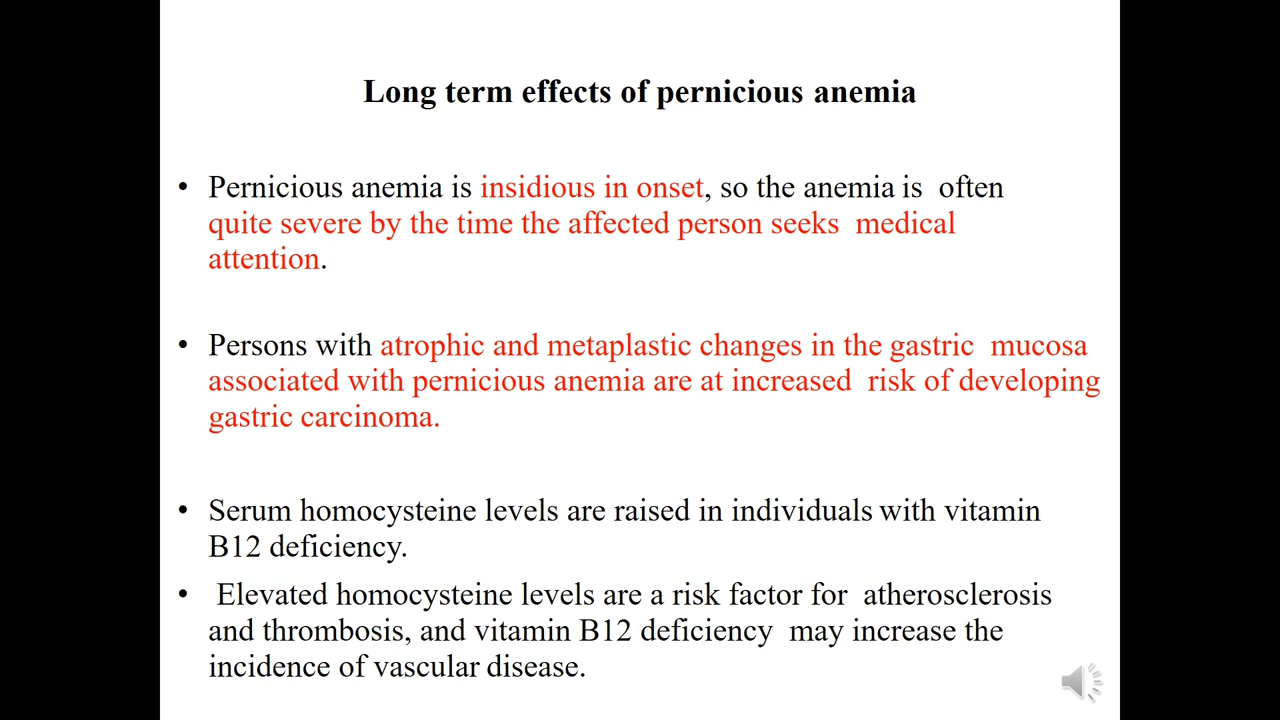 Long term effects of pernicious anemia
• Pernicious anemia is insidious in onset, so the anemia is often
quite severe by the time the affected person seeks medical
attention.
• Persons with atrophic and metaplastic changes in the gastric mucosa
associated with pernicious anemia are at increased risk of developing
gastric carcinoma.
• Serum homocysteine levels are raised in individuals with vitamin
B12 deficiency.
• Elevated homocysteine levels are a risk factor for atherosclerosis
and thrombosis, and vitamin B12 deficiency may increase the
incidence of vascular disease.